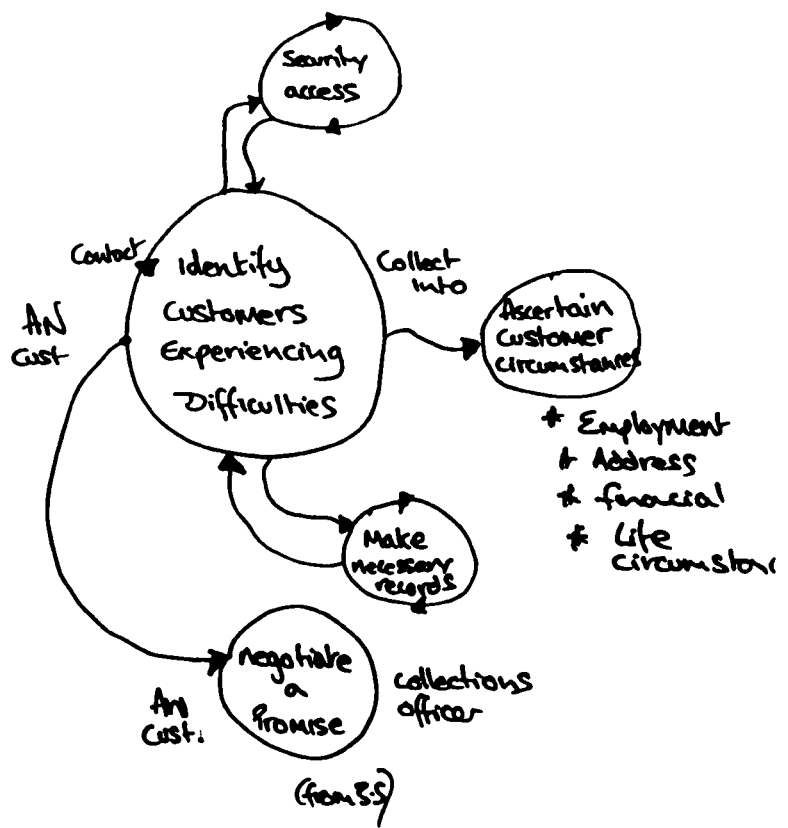 Security
access
Contact
Identify
Customers
Experiencing
Difficulties
Collect
Into
AN
Cust
Ascertain
Customer
circumstances
* Employment
* Address
* financial
* Life
circumstan
Make
necessary
records
negotiate
a
Promise
AN
Cust.
Collections
officer
(from 3.5)